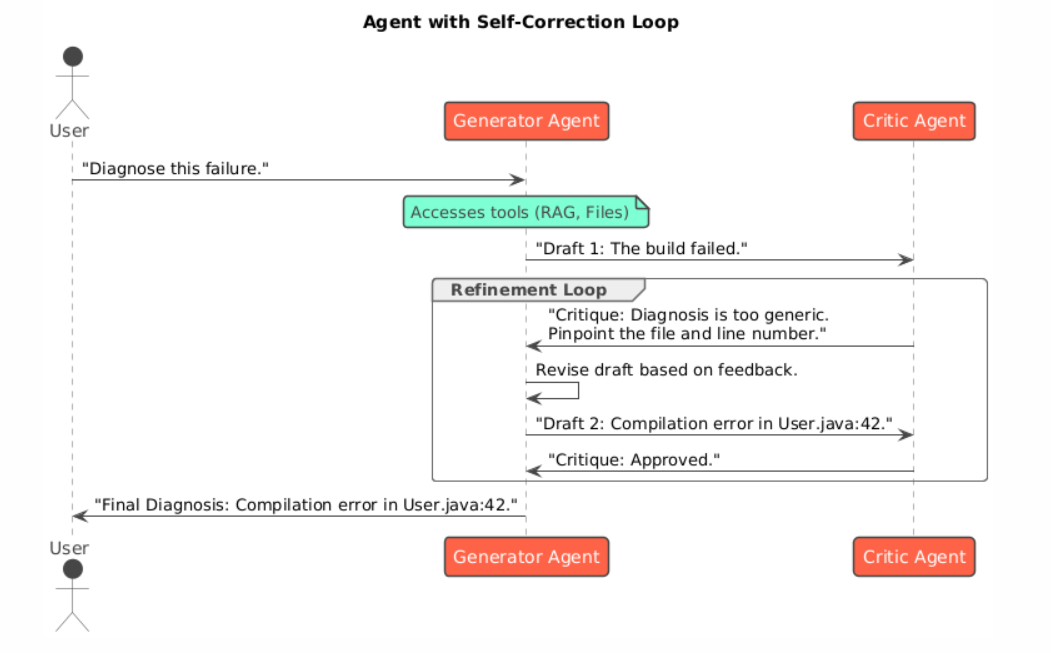 Agent with Self-Correction Loop
User
Generator Agent
Critic Agent
"Diagnose this failure."
Accesses tools (RAG, Files)
"Draft 1: The build failed."
Refinement Loop
"Critique: Diagnosis is too generic.
Pinpoint the file and line number."
Revise draft based on feedback.
"Draft 2: Compilation error in User.java:42."
"Critique: Approved."
"Final Diagnosis: Compilation error in User.java:42."
User
Generator Agent
Critic Agent